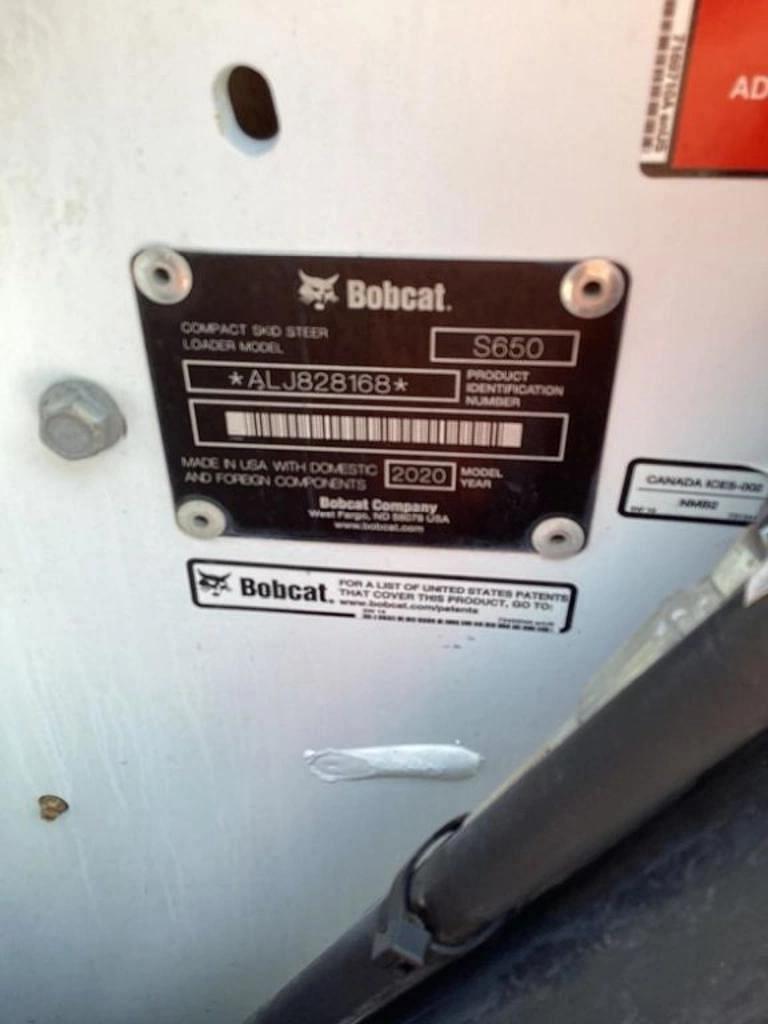 AD
Bobcat.
COMPACT SKID STEER
LOADER MODEL
S650
*ALJ828168*
PRODUCT
IDENTIFICATION
NUMBER
MADE IN USA WITH DOMESTIC
AND FOREIGN COMPONENTS
2020
MODEL
YEAR
Bobcat Company
West Fargo, ND 58078 USA
www.bobcat.com
CANADA ICES-002
NMB2
Bobcat.
FOR A LIST OF UNITED STATES PATENTS
THAT COVER THIS PRODUCT, GO TO:
www.bobcat.com/patents